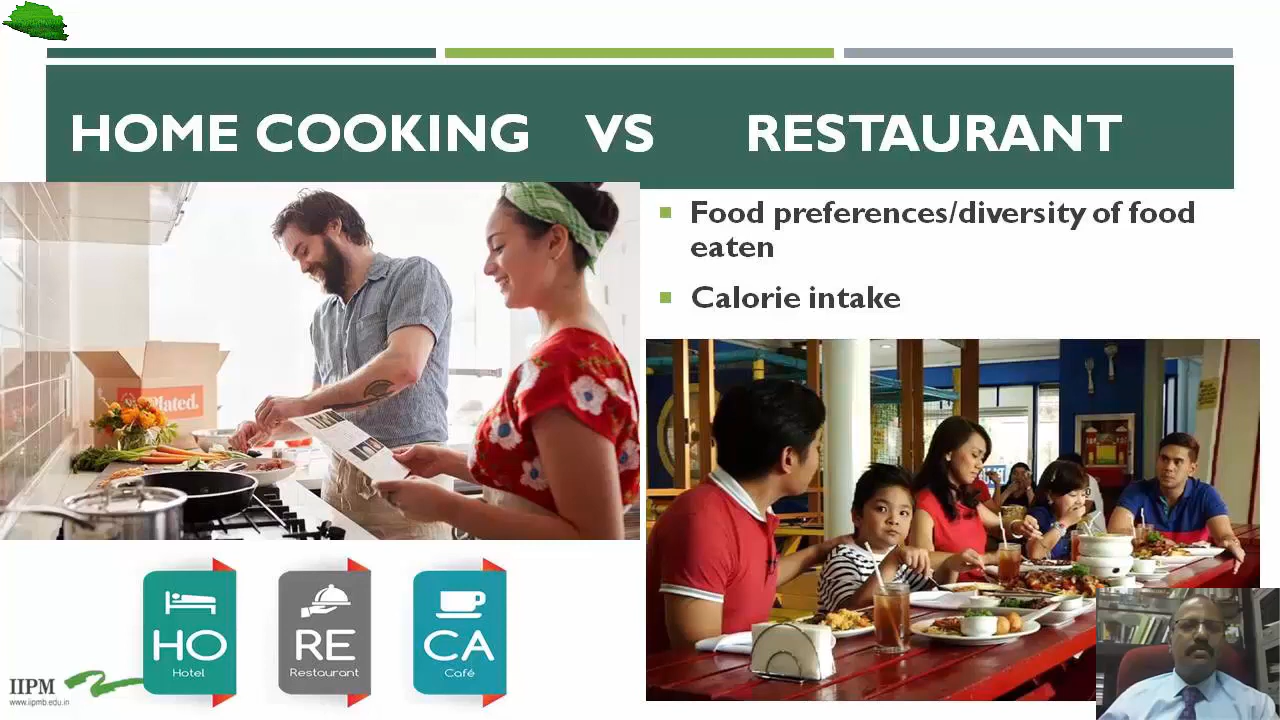 HOME COOKING VS RESTAURANT
Food preferences/diversity of food
eaten
Calorie intake
Plated.
HO
Hotel
RE
Restaurant
CA
Café
IIPM
www.iipmb.edu.in